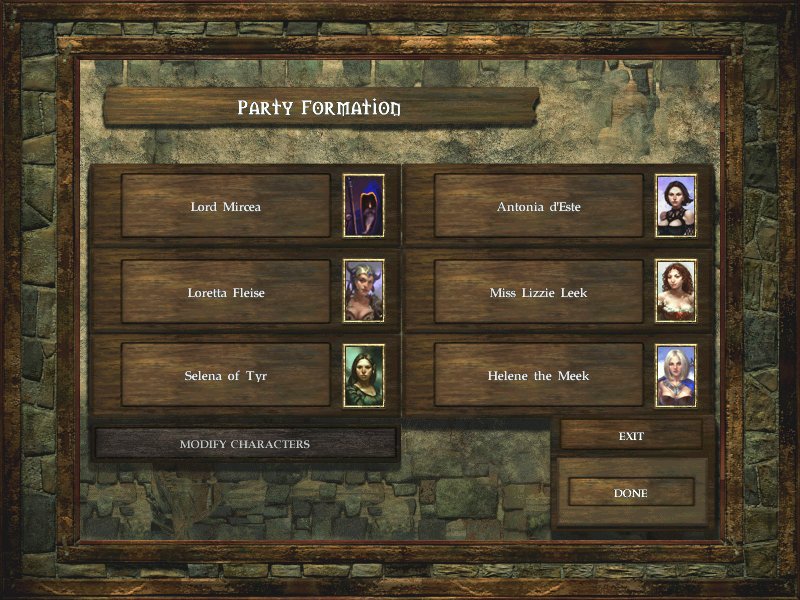 Party Formation
Lord Mircea
Antonia d'Este
Loretta Fleise
Miss Lizzie Leek
Selena of Tyr
Helene the Meek
MODIFY CHARACTERS
EXIT
DONE